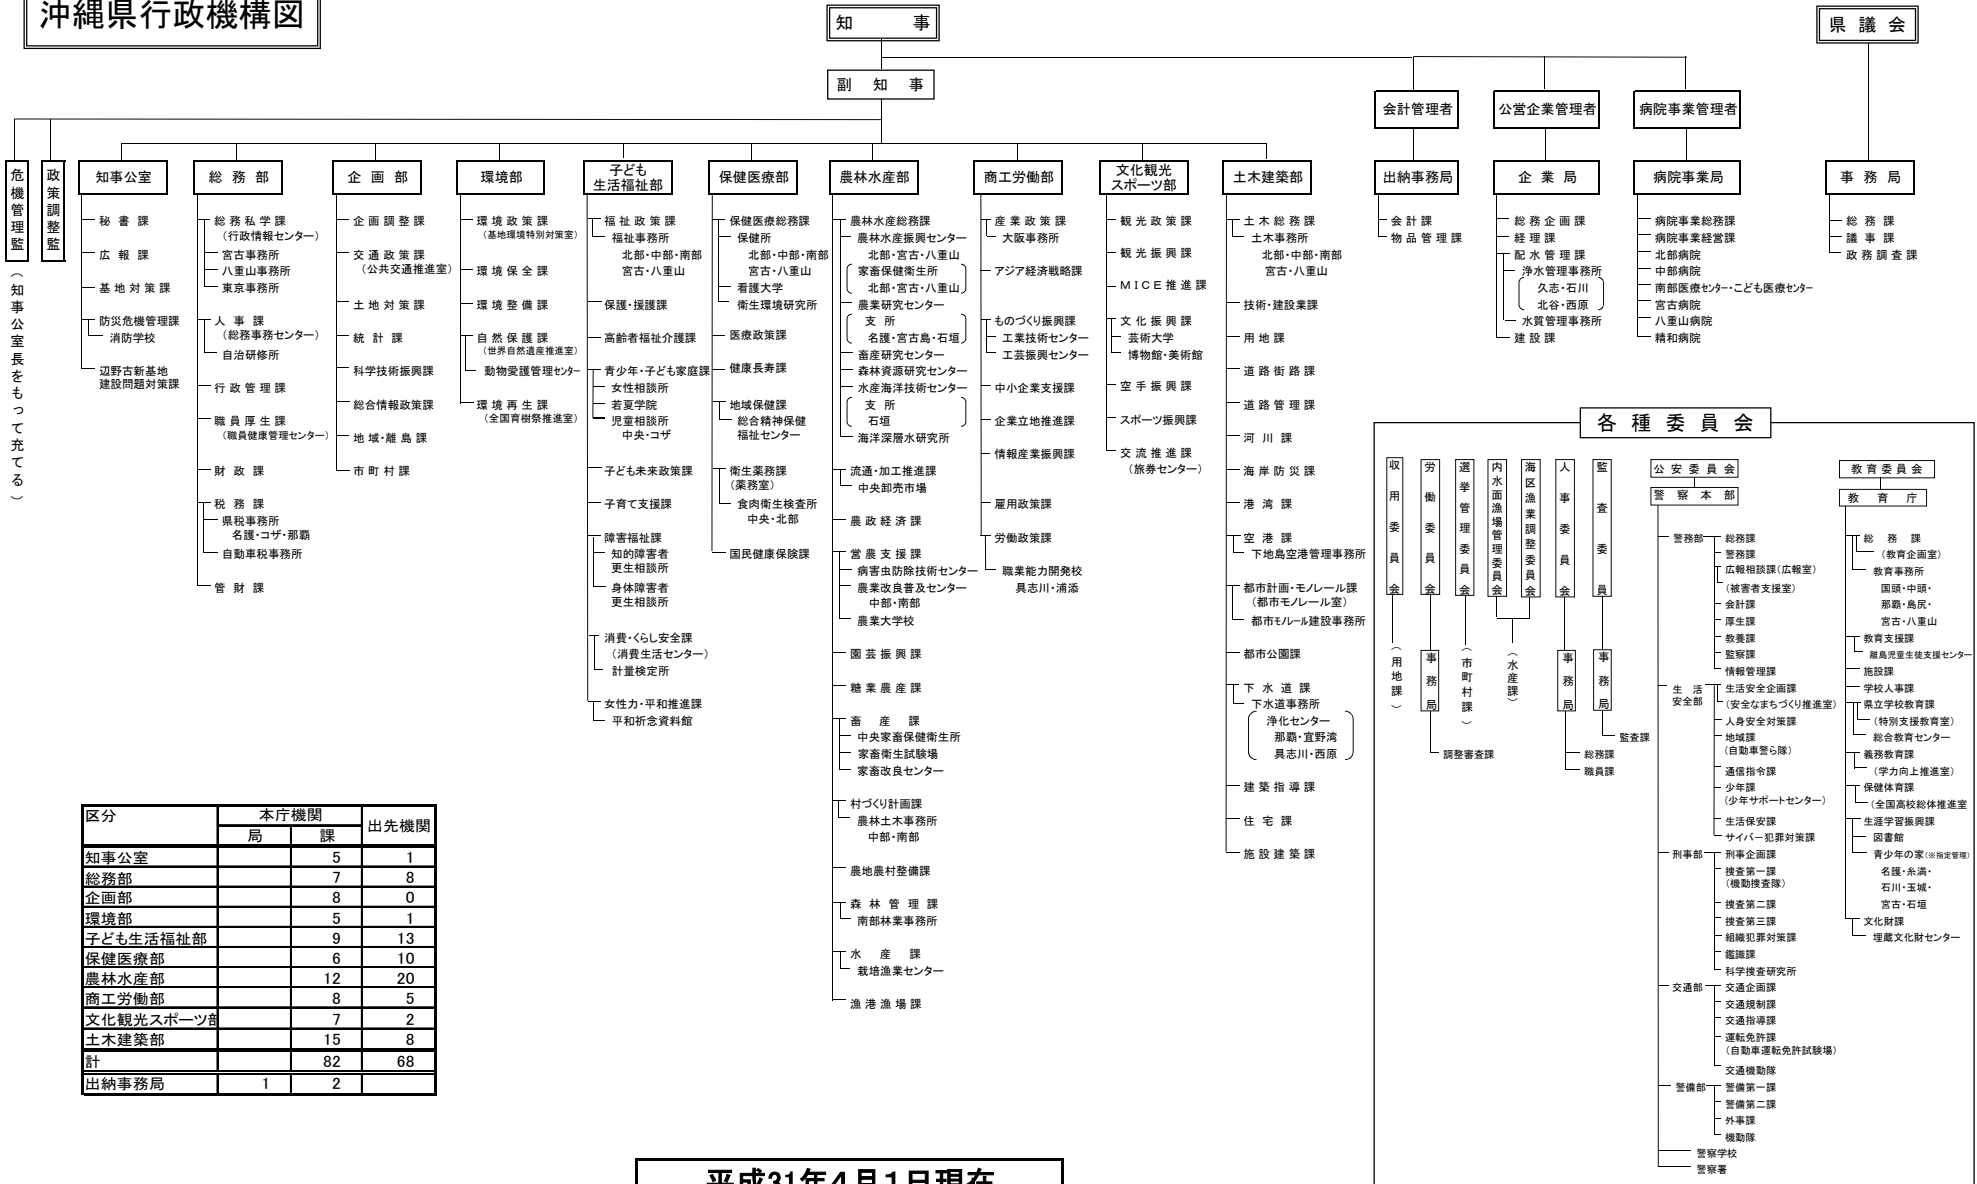 沖縄県行政機構図
知　事
県議会
副知事
会計管理者
公営企業管理者
病院事業管理者
危機管理監
（知事公室長をもって充てる）
政策調整監
知事公室
秘書課
広報課
基地対策課
防災危機管理課
消防学校
辺野古新基地
建設問題対策課
総務部
総務私学課
（行政情報センター）
宮古事務所
八重山事務所
東京事務所
人事課
（総務事務センター）
自治研修所
行政管理課
職員厚生課
（職員健康管理センター）
財政課
税務課
県税事務所
名護・コザ・那覇
自動車税事務所
管財課
企画部
企画調整課
交通政策課
（公共交通推進室）
土地対策課
統計課
科学技術振興課
総合情報政策課
地域・離島課
市町村課
環境部
環境政策課
（基地環境特別対策室）
環境保全課
環境整備課
自然保護課
（世界自然遺産推進室）
動物愛護管理センター
環境再生課
（全国育樹祭推進室）
子ども
生活福祉部
福祉政策課
福祉事務所
北部・中部・南部
宮古・八重山
保護・援護課
高齢者福祉介護課
青少年・子ども家庭課
女性相談所
若夏学院
児童相談所
中央・コザ
子ども未来政策課
子育て支援課
障害福祉課
知的障害者
更生相談所
身体障害者
更生相談所
消費・くらし安全課
（消費生活センター）
計量検定所
女性力・平和推進課
平和祈念資料館
保健医療部
保健医療総務課
保健所
北部・中部・南部
宮古・八重山
看護大学
衛生環境研究所
医療政策課
健康長寿課
地域保健課
総合精神保健
福祉センター
衛生薬務課
（薬務室）
食肉衛生検査所
中央・北部
国民健康保険課
農林水産部
農林水産総務課
農林水産振興センター
北部・宮古・八重山
家畜保健衛生所
北部・宮古・八重山
農業研究センター
支所
名護・宮古島・石垣
畜産研究センター
森林資源研究センター
水産海洋技術センター
支所
石垣
海洋深層水研究所
流通・加工推進課
中央卸売市場
農政経済課
営農支援課
病害虫防除技術センター
農業改良普及センター
中部・南部
農業大学校
園芸振興課
糖業農産課
畜産課
中央家畜保健衛生所
家畜衛生試験場
家畜改良センター
村づくり計画課
農林土木事務所
中部・南部
農地農村整備課
森林管理課
南部林業事務所
水産課
栽培漁業センター
漁港漁場課
商工労働部
産業政策課
大阪事務所
アジア経済戦略課
ものづくり振興課
工業技術センター
工芸振興センター
中小企業支援課
企業立地推進課
情報産業振興課
雇用政策課
労働政策課
職業能力開発校
具志川・浦添
文化観光
スポーツ部
観光政策課
観光振興課
ＭＩＣＥ推進課
文化振興課
芸術大学
博物館・美術館
空手振興課
スポーツ振興課
交流推進課
（旅券センター）
土木建築部
土木総務課
土木事務所
北部・中部・南部
宮古・八重山
技術・建設業課
用地課
道路街路課
道路管理課
河川課
海岸防災課
港湾課
空港課
下地島空港管理事務所
都市計画・モノレール課
（都市モノレール室）
都市モノレール建設事務所
都市公園課
下水道課
下水道事務所
浄化センター
那覇・宜野湾
具志川・西原
建築指導課
住宅課
施設建築課
出納事務局
会計課
物品管理課
企業局
総務企画課
経理課
配水管理課
浄水管理事務所
久志・石川
北谷・西原
水質管理事務所
建設課
病院事業局
病院事業総務課
病院事業経営課
北部病院
中部病院
南部医療センター・こども医療センター
宮古病院
八重山病院
精和病院
事務局
総務課
議事課
政務調査課
各種委員会
収用委員会
（用地課）
労働委員会
事務局
調整審査課
選挙管理委員会
（市町村課）
内水面漁場管理委員会
海区漁業調整委員会
（水産課）
人事委員会
事務局
総務課
職員課
監査委員
事務局
監査課
公安委員会
警察本部
警務部
総務課
警務課
広報相談課（広報室）
（被害者支援室）
会計課
厚生課
教養課
監察課
情報管理課
生活
安全部
生活安全企画課
（安全なまちづくり推進室）
人身安全対策課
地域課
（自動車警ら隊）
通信指令課
少年課
（少年サポートセンター）
生活保安課
サイバー犯罪対策課
刑事部
刑事企画課
捜査第一課
（機動捜査隊）
捜査第二課
捜査第三課
組織犯罪対策課
鑑識課
科学捜査研究所
交通部
交通企画課
交通規制課
交通指導課
運転免許課
（自動車運転免許試験場）
交通機動隊
警備部
警備第一課
警備第二課
外事課
機動隊
警察学校
警察署
教育委員会
教育庁
総務課
（教育企画室）
教育事務所
国頭・中頭・
那覇・島尻・
宮古・八重山
教育支援課
離島児童生徒支援センター
施設課
学校人事課
県立学校教育課
（特別支援教育室）
総合教育センター
義務教育課
（学力向上推進室）
保健体育課
（全国高校総体推進室
生涯学習振興課
図書館
青少年の家（※指定管理）
名護・糸満・
石川・玉城・
宮古・石垣
文化財課
埋蔵文化財センター
区分 本庁機関 出先機関
局 課
知事公室 5 1
総務部 7 8
企画部 8 0
環境部 5 1
子ども生活福祉部 9 13
保健医療部 6 10
農林水産部 12 20
商工労働部 8 5
文化観光スポーツ部 7 2
土木建築部 15 8
計 82 68
出納事務局 1 2
平成31年4月1日現在